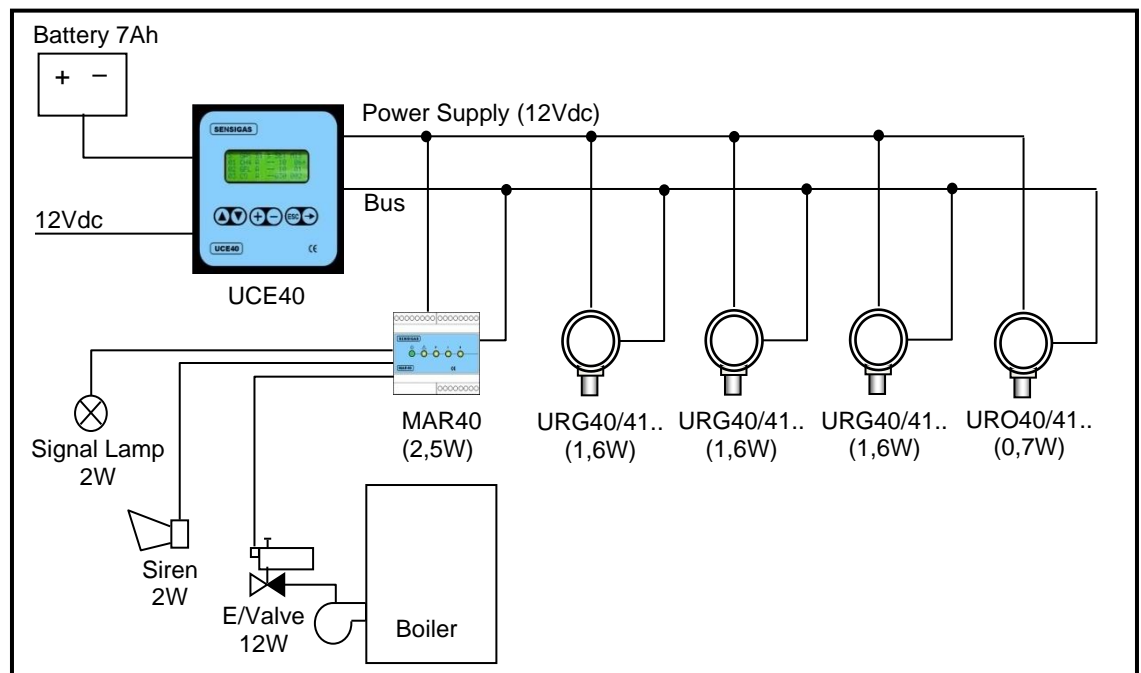 Battery 7Ah
+ −
Power Supply (12Vdc)
SENSIGAS
Bus
12Vdc
ESC
UCE40
CE
UCE40
SENSIGAS
MAR40
CE
MAR40
(2,5W)
URG40/41..
(1,6W)
URG40/41..
(1,6W)
URG40/41..
(1,6W)
URO40/41..
(0,7W)
Signal Lamp
2W
Siren
2W
E/Valve
12W
Boiler